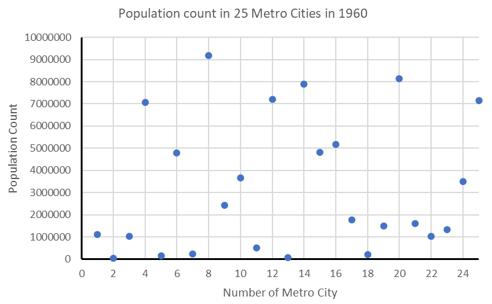 Population count in 25 Metro Cities in 1960
10000000
9000000
8000000
7000000
6000000
5000000
4000000
3000000
2000000
1000000
0
Population Count
0 2 4 6 8 10 12 14 16 18 20 22 24
Number of Metro City